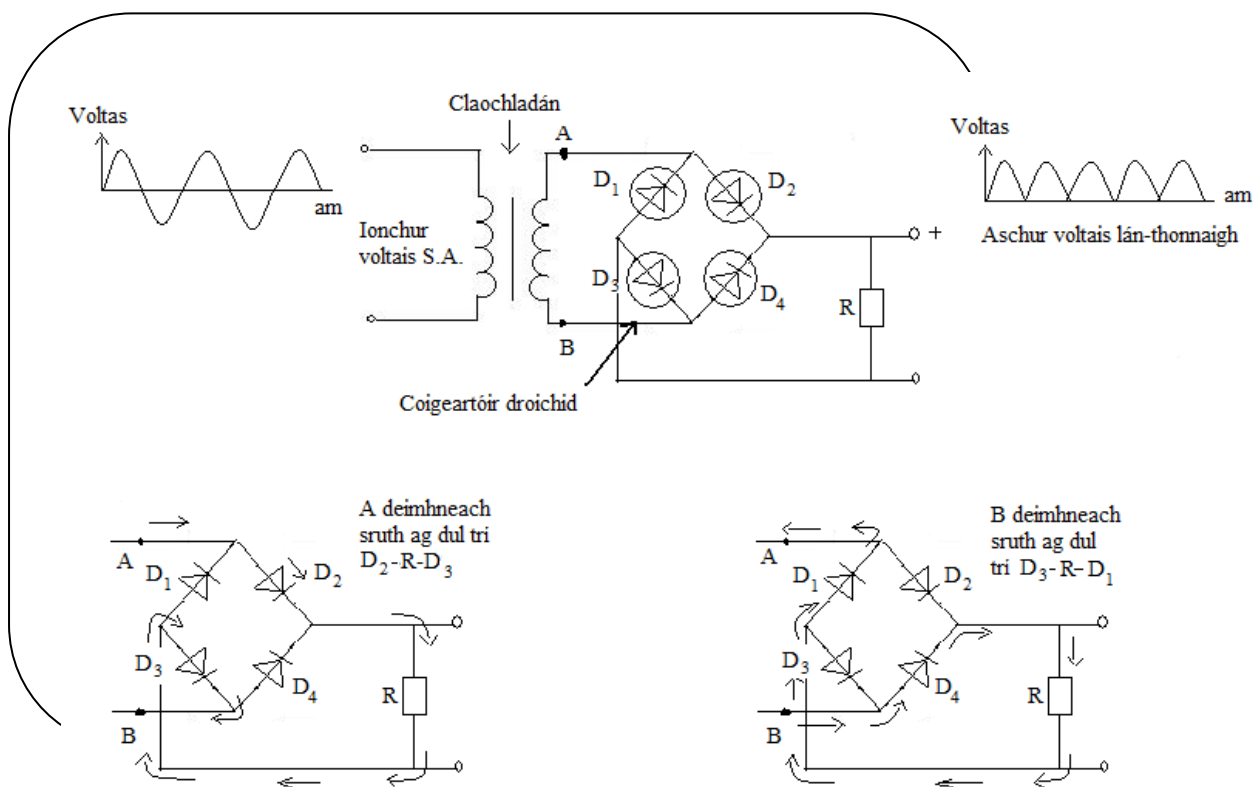 Claochladán
Voltas
am
Ionchur
voltais S.A.
A
B
D1
D2
D3
D4
R
+
Coigeartóir droichid
Voltas
am
Aschur voltais lán-thonnaigh
A deimhneach
sruth ag dul trí
D2-R-D3
A
B
D1
D2
D3
D4
R
B deimhneach
sruth ag dul
trí D3-R-D1
A
B
D1
D2
D3
D4
R